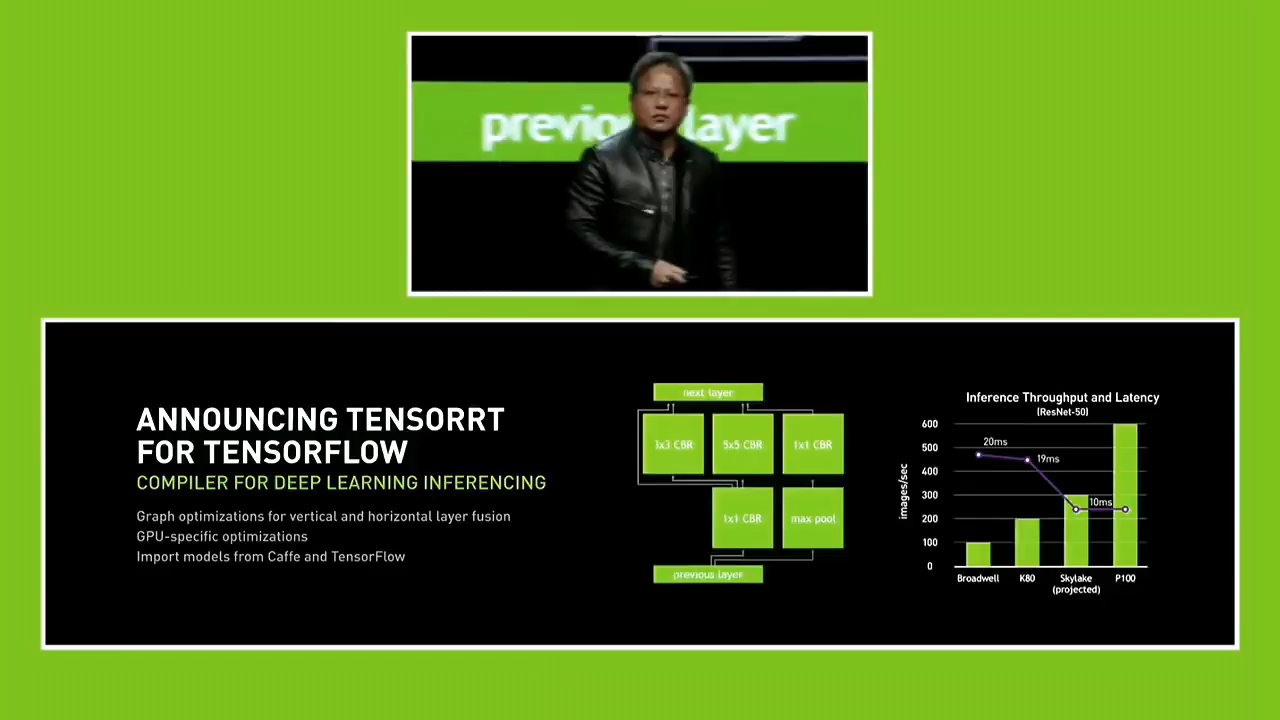 previo layer
ANNOUNCING TENSORRT
FOR TENSORFLOW
COMPILER FOR DEEP LEARNING INFERENCING
Graph optimizations for vertical and horizontal layer fusion
GPU-specific optimizations
Import models from Caffe and TensorFlow
next layer
3x3 CBR
5x5 CBR
1x1 CBR
1x1 CBR
max pool
previous layer
Inference Throughput and Latency
(ResNet-50)
images/sec
600
500
400
300
200
100
0
20ms
19ms
10ms
Broadwell
K80
Skylake
(projected)
P100